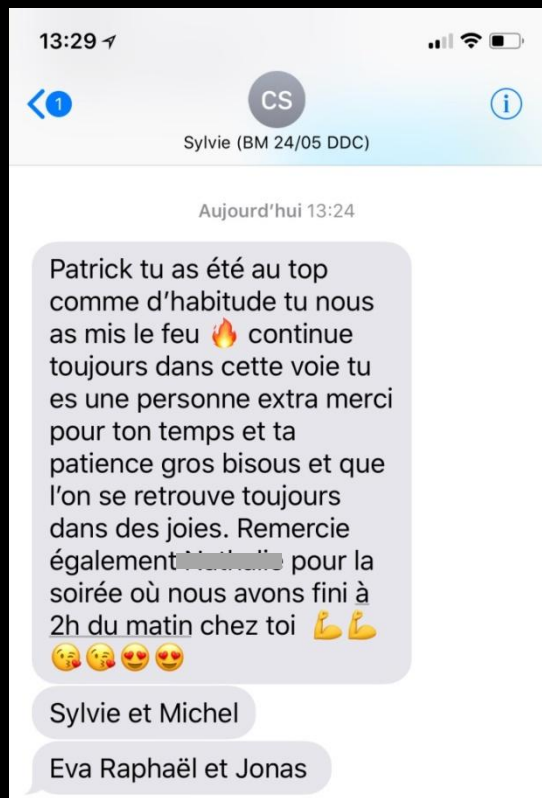 13:29
1
CS
Sylvie (BM 24/05 DDC)
Aujourd'hui 13:24
Patrick tu as été au top
comme d'habitude tu nous
as mis le feu 🔥 continue
toujours dans cette voie tu
es une personne extra merci
pour ton temps et ta
patience gros bisous et que
l'on se retrouve toujours
dans des joies. Remercie
également pour la
soirée où nous avons fini à
2h du matin chez toi 💪💪
😘😘😍😍
Sylvie et Michel
Eva Raphaël et Jonas